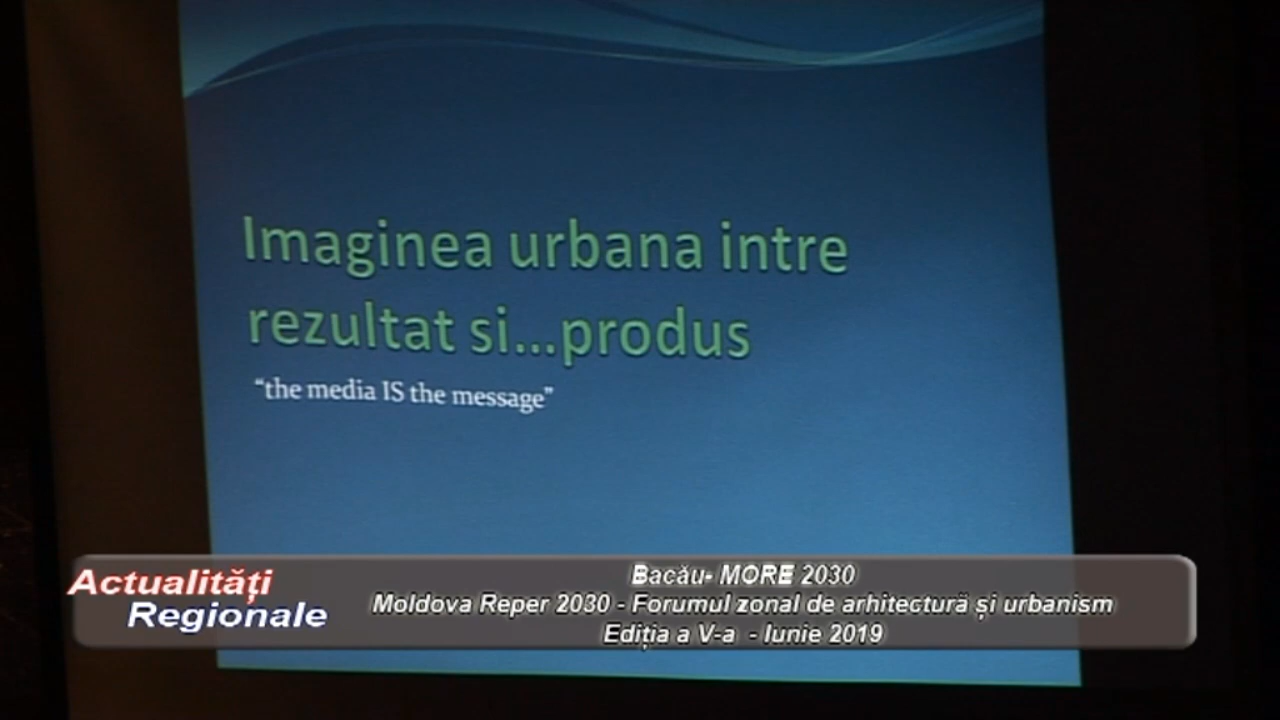 Imaginea urbana intre
rezultat si...produs
“the media IS the message”
Actualități
Regionale
Bacău- MORE 2030
Moldova Reper 2030 - Forumul zonal de arhitectură și urbanism
Ediția a V-a - Iunie 2019